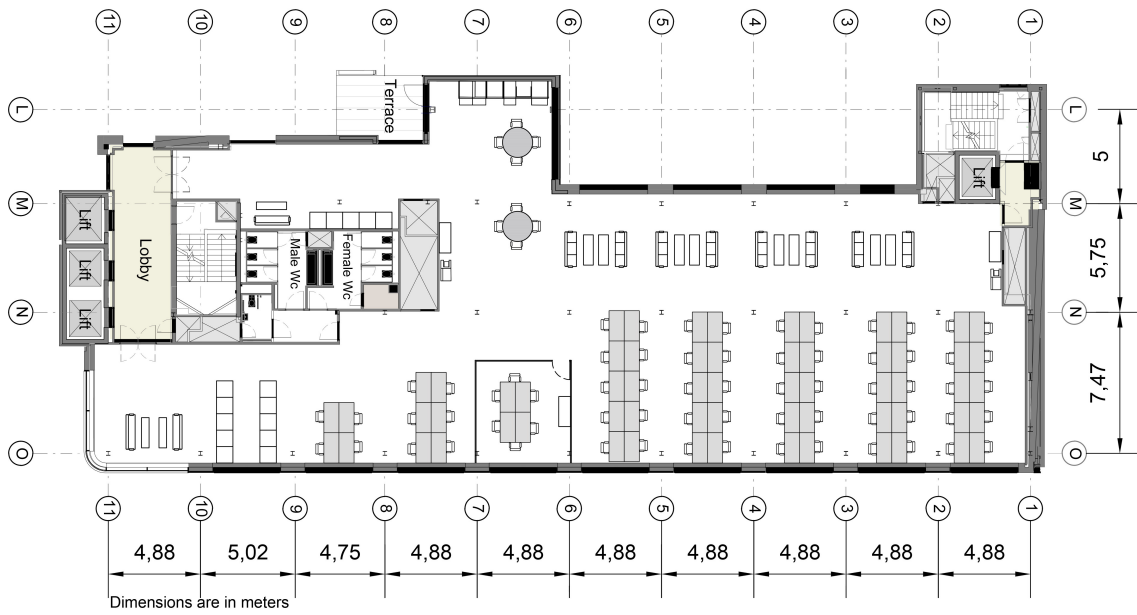 11 10 9 8 7 6 5 4 3 2 1
L Terrace L
5
Lift
M M
Lift
Lobby
Male Wc
Female Wc
5,75
Lift
Lift
N N
7,47
O O
11 10 9 8 7 6 5 4 3 2 1
4,88 5,02 4,75 4,88 4,88 4,88 4,88 4,88 4,88 4,88
Dimensions are in meters